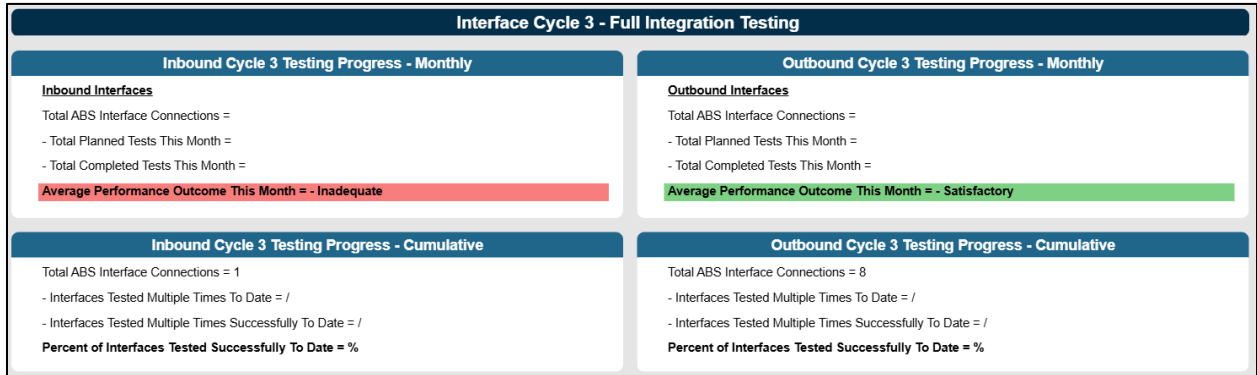 Interface Cycle 3 - Full Integration Testing
Inbound Cycle 3 Testing Progress - Monthly
Inbound Interfaces
Total ABS Interface Connections =
- Total Planned Tests This Month =
- Total Completed Tests This Month =
Average Performance Outcome This Month = - Inadequate
Outbound Cycle 3 Testing Progress - Monthly
Outbound Interfaces
Total ABS Interface Connections =
- Total Planned Tests This Month =
- Total Completed Tests This Month =
Average Performance Outcome This Month = - Satisfactory
Inbound Cycle 3 Testing Progress - Cumulative
Total ABS Interface Connections = 1
- Interfaces Tested Multiple Times To Date = /
- Interfaces Tested Multiple Times Successfully To Date = /
Percent of Interfaces Tested Successfully To Date = %
Outbound Cycle 3 Testing Progress - Cumulative
Total ABS Interface Connections = 8
- Interfaces Tested Multiple Times To Date = /
- Interfaces Tested Multiple Times Successfully To Date = /
Percent of Interfaces Tested Successfully To Date = %